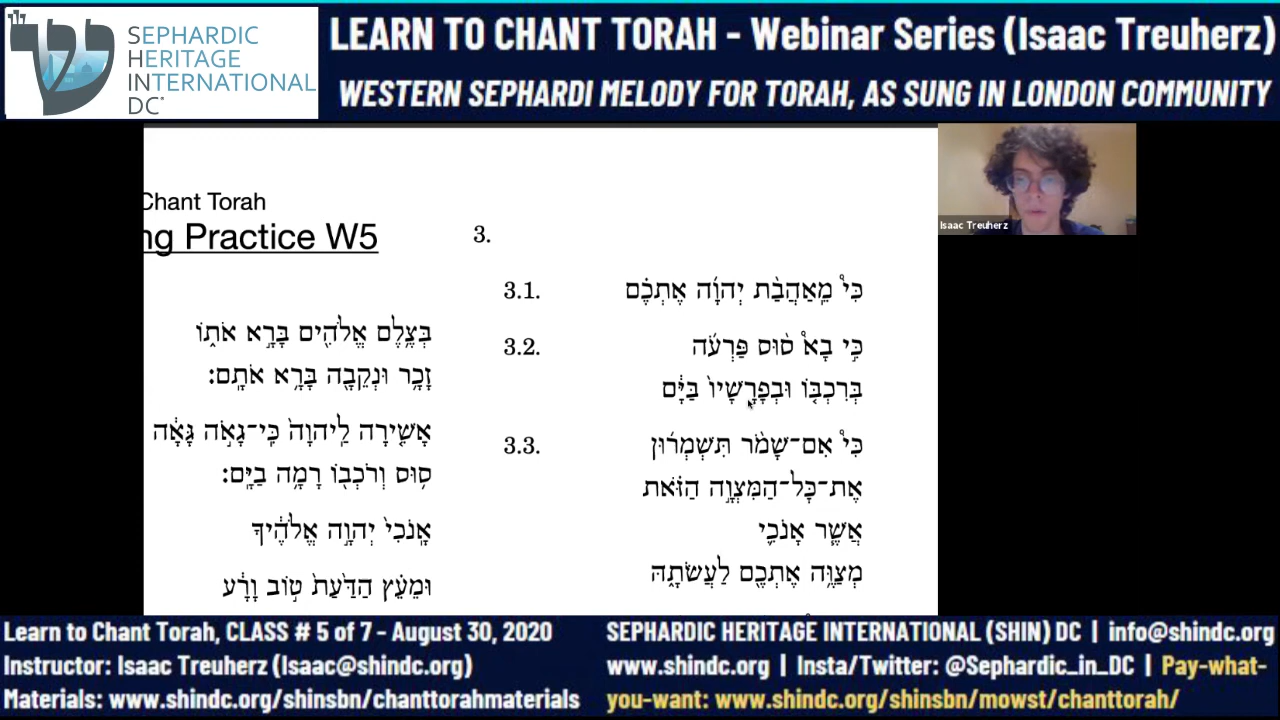 SEPHARDIC
HERITAGE
INTERNATIONAL
DC
LEARN TO CHANT TORAH - Webinar Series (Isaac Treuherz)
WESTERN SEPHARDI MELODY FOR TORAH, AS SUNG IN LONDON COMMUNITY
Isaac Treuherz
Chant Torah
ng Practice W5
בְּצֶ֥לֶם אֱלֹהִ֖ים בָּרָ֣א אֹת֑וֹ
זָכָ֥ר וּנְקֵבָ֖ה בָּרָ֥א אֹתָֽם׃
אָשִׁ֤ירָה לַֽיהוָה֙ כִּֽי־גָאֹ֣ה גָּאָ֔ה
ס֥וּס וְרֹכְב֖וֹ רָמָ֥ה בַיָּֽם׃
אָֽנֹכִי֙ יְהוָ֣ה אֱלֹהֶ֔יךָ
וּמֵעֵ֗ץ הַדַּ֙עַת֙ ט֣וֹב וָרָ֔ע
3.
3.1. כִּי֩ מֵֽאַהֲבַ֨ת יְהוָ֜ה אֶתְכֶ֗ם
3.2. כִּ֣י בָא֩ ס֨וּס פַּרְעֹ֜ה
בְּרִכְבּ֤וֹ וּבְפָרָשָׁיו֙ בַּיָּ֔ם
3.3. כִּי֩ אִם־שָׁמֹ֨ר תִּשְׁמְר֜וּן
אֶת־כָּל־הַמִּצְוָ֣ה הַזֹּ֗את
אֲשֶׁ֧ר אָנֹכִ֛י
מְצַוֶּ֥ה אֶתְכֶ֖ם לַעֲשֹׂתָ֑הּ
Learn to Chant Torah, CLASS # 5 of 7 - August 30, 2020
Instructor: Isaac Treuherz (Isaac@shindc.org)
Materials: www.shindc.org/shinsbn/chanttorahmaterials
SEPHARDIC HERITAGE INTERNATIONAL (SHIN) DC | info@shindc.org
www.shindc.org | Insta/Twitter: @Sephardic_in_DC | Pay-what-
you-want: www.shindc.org/shinsbn/mowst/chanttorah/